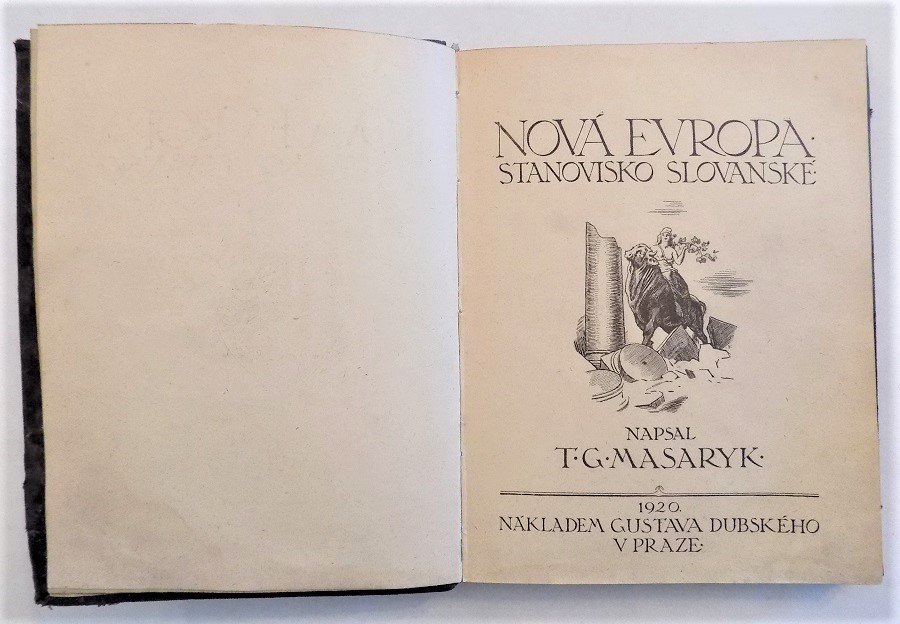 NOVÁ EVROPA·
STANOVISKO SLOVANSKÉ·
NAPSAL
T·G·MASARYK·
1920.
NÁKLADEM GUSTAVA DUBSKÉHO
V PRAZE·